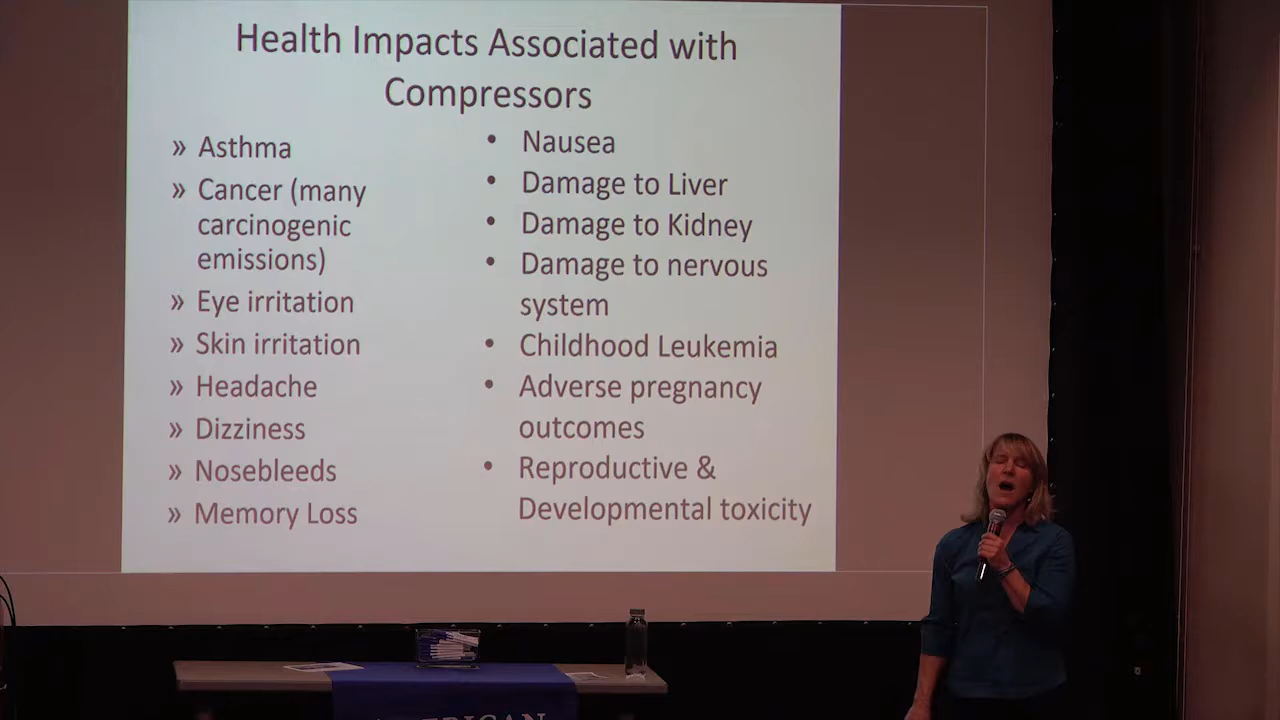 Health Impacts Associated with
Compressors
» Asthma
» Cancer (many
carcinogenic
emissions)
» Eye irritation
» Skin irritation
» Headache
» Dizziness
» Nosebleeds
» Memory Loss
• Nausea
• Damage to Liver
• Damage to Kidney
• Damage to nervous
system
• Childhood Leukemia
• Adverse pregnancy
outcomes
• Reproductive &
Developmental toxicity
AMERICAN